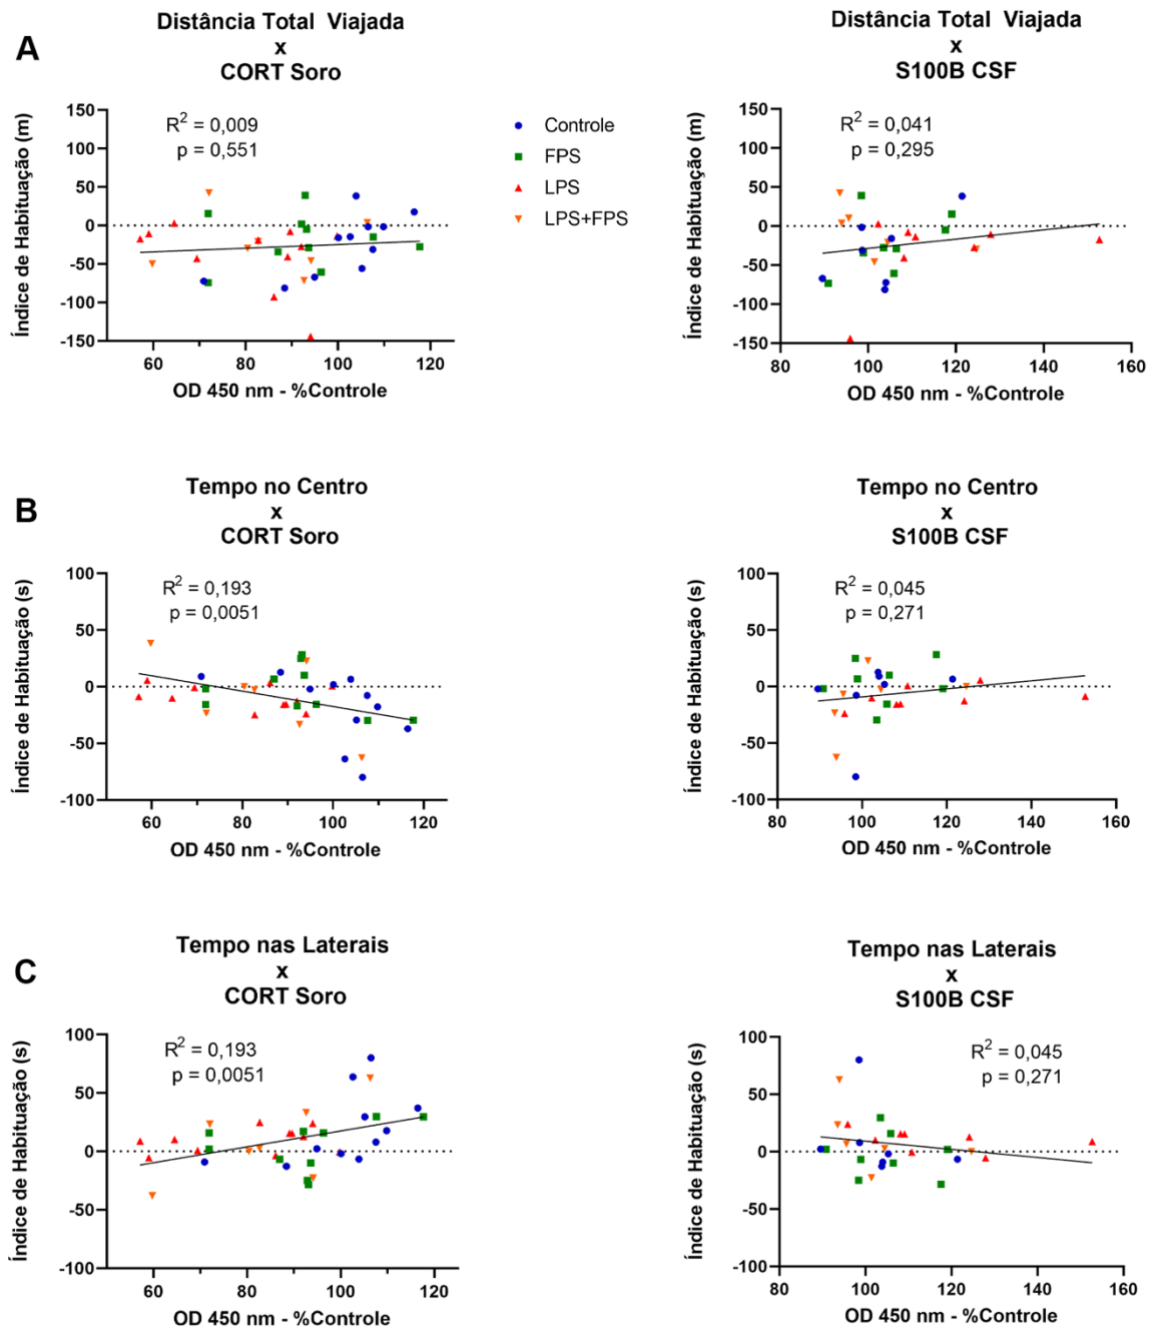 A
Distância Total Viajada
x
CORT Soro
Índice de Habituação (m)
R² = 0,009
p = 0,551
150
100
50
0
-50
-100
-150
60
80
100
120
OD 450 nm - %Controle
Controle
FPS
LPS
LPS+FPS
Distância Total Viajada
x
S100B CSF
Índice de Habituação (m)
R² = 0,041
p = 0,295
150
100
50
0
-50
-100
-150
80
100
120
140
160
OD 450 nm - %Controle
B
Tempo no Centro
x
CORT Soro
Índice de Habituação (s)
R² = 0,193
p = 0,0051
100
50
0
-50
-100
60
80
100
120
OD 450 nm - %Controle
Tempo no Centro
x
S100B CSF
Índice de Habituação (s)
R² = 0,045
p = 0,271
100
50
0
-50
-100
80
100
120
140
160
OD 450 nm - %Controle
C
Tempo nas Laterais
x
CORT Soro
Índice de Habituação (s)
R² = 0,193
p = 0,0051
100
50
0
-50
-100
60
80
100
120
OD 450 nm - %Controle
Tempo nas Laterais
x
S100B CSF
Índice de Habituação (s)
R² = 0,045
p = 0,271
100
50
0
-50
-100
80
100
120
140
160
OD 450 nm - %Controle